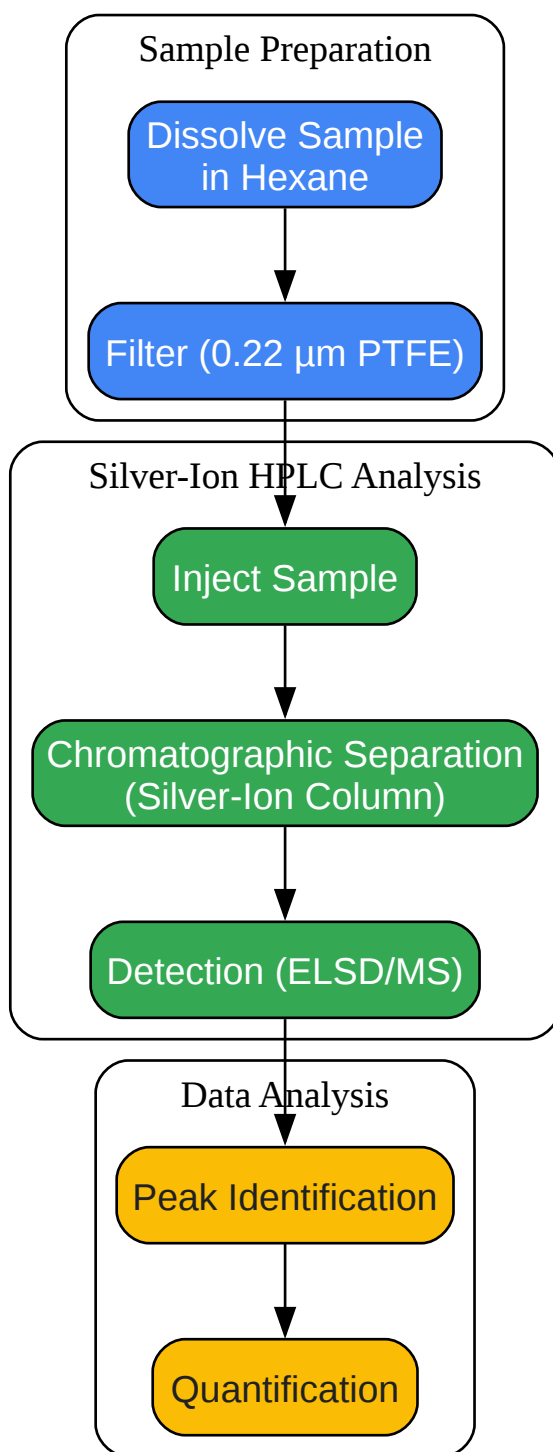 Sample Preparation
Dissolve Sample
in Hexane
Filter (0.22 µm PTFE)
Silver-Ion HPLC Analysis
Inject Sample
Chromatographic Separation
(Silver-Ion Column)
Detection (ELSD/MS)
Data Analysis
Peak Identification
Quantification